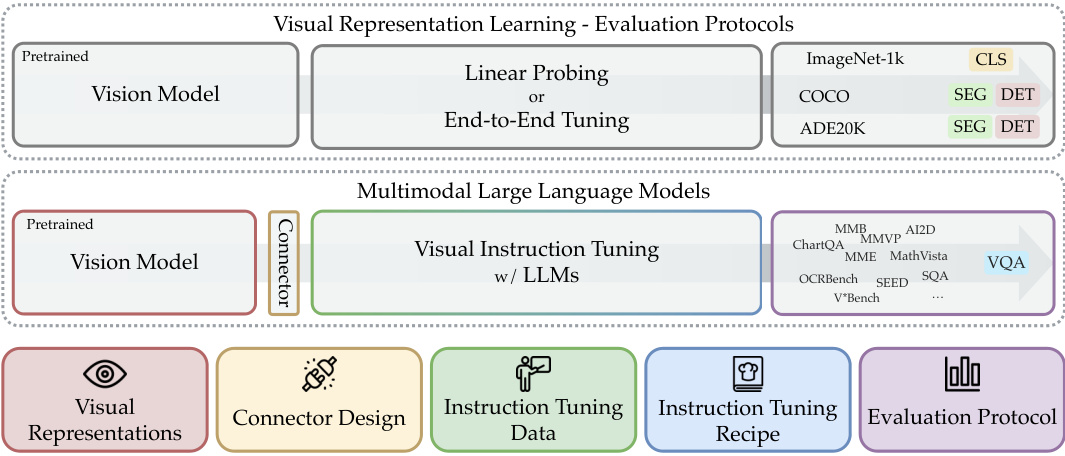 Visual Representation Learning - Evaluation Protocols
Pretrained
Vision Model
Linear Probing
or
End-to-End Tuning
ImageNet-1k CLS
COCO SEG DET
ADE20K SEG DET
Multimodal Large Language Models
Pretrained
Vision Model
Connector
Visual Instruction Tuning
w/ LLMs
MMB AI2D
ChartQA MMVP
MME MathVista
VQA
OCRBench SEED SQA
V*Bench ...
Visual
Representations
Connector Design
Instruction Tuning
Data
Instruction Tuning
Recipe
Evaluation Protocol